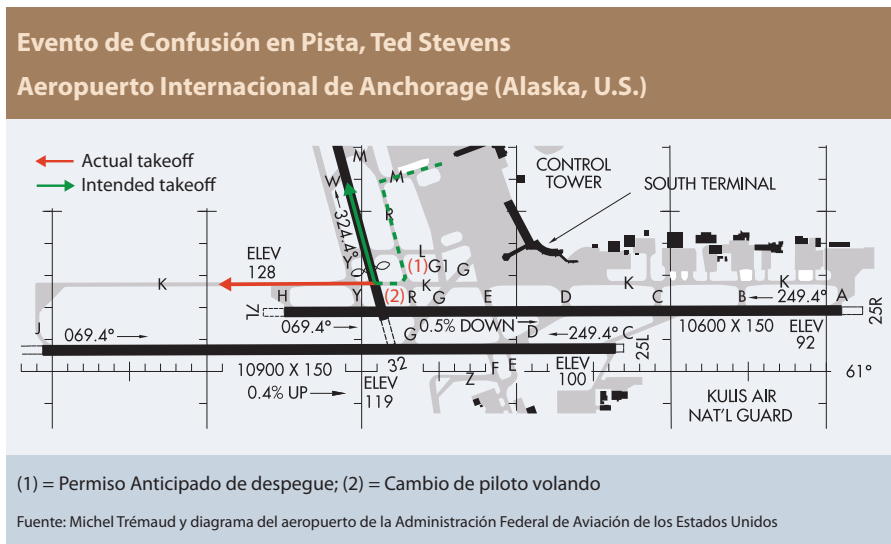 Evento de Confusión en Pista, Ted Stevens
Aeropuerto Internacional de Anchorage (Alaska, U.S.)
Actual takeoff
Intended takeoff
M
W
M
CONTROL
TOWER
SOUTH TERMINAL
324.4°
R
ELEV
128
Y
L
(1)
G1
G
K
K
K
K
H
Y
(2)
R
G
E
D
C
B
249.4°
A
7L
25R
J
069.4°
069.4°
0.5% DOWN
10600 X 150
ELEV
92
G
D
249.4°
C
25L
32
10900 X 150
0.4% UP
ELEV
119
Z
F
E
ELEV
100
61°
KULIS AIR
NAT'L GUARD
(1) = Permiso Anticipado de despegue; (2) = Cambio de piloto volando
Fuente: Michel Trémaud y diagrama del aeropuerto de la Administración Federal de Aviación de los Estados Unidos